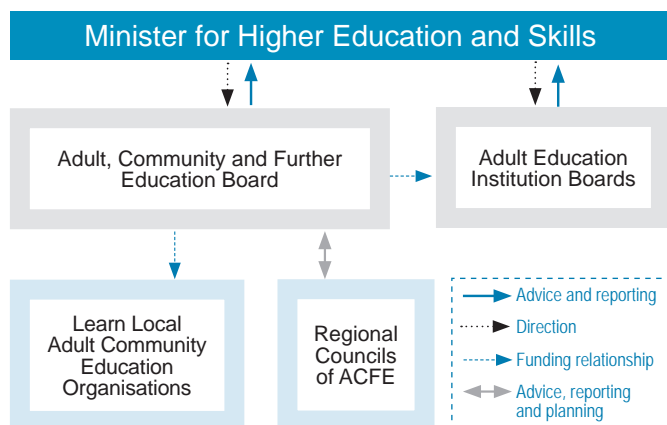 Minister for Higher Education and Skills
Adult, Community and Further
Education Board
Adult Education
Institution Boards
Learn Local
Adult Community
Education
Organisations
Regional
Councils
of ACFE
Advice and reporting
Direction
Funding relationship
Advice, reporting
and planning